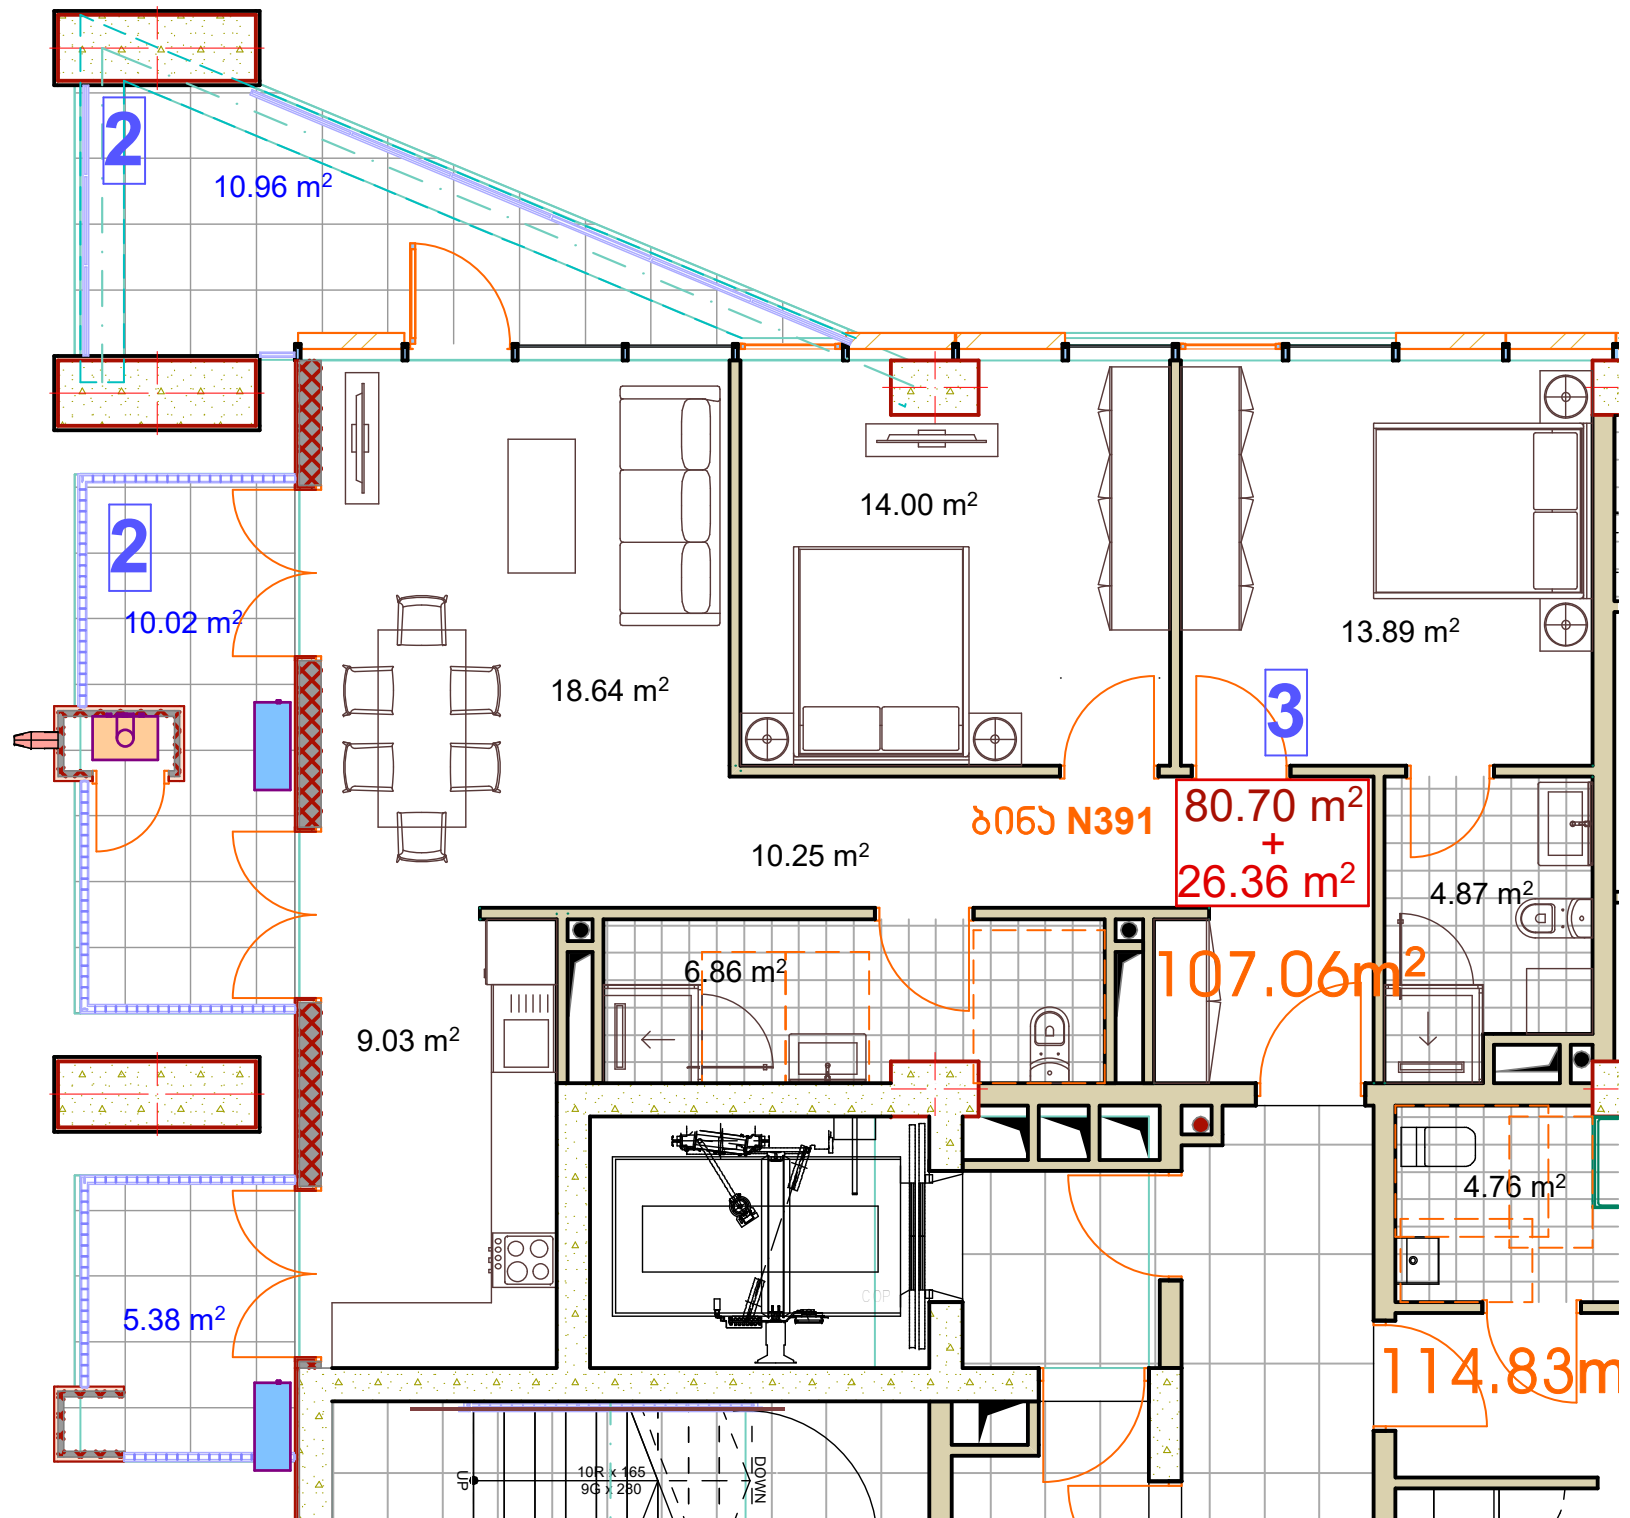 2
10.96 m²
14.00 m²
2
10.02 m²
13.89 m²
18.64 m²
3
ბინა N391
80.70 m²
+
26.36 m²
10.25 m²
4.87 m²
6.86 m²
107.06m²
9.03 m²
4.76 m²
COP
5.38 m²
114.83m
UP
10R x 165
9G x 280
DOWN